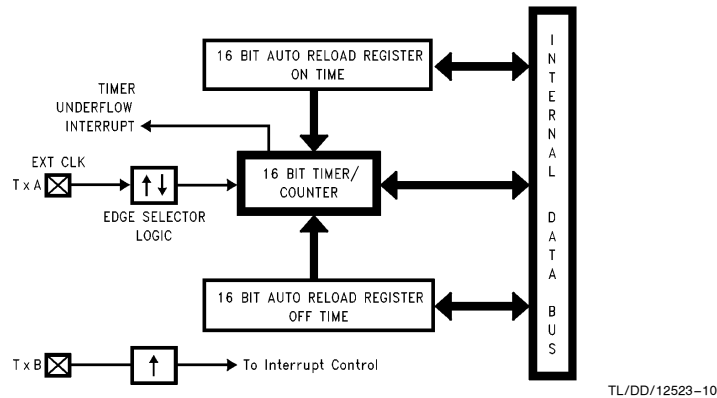 16 BIT AUTO RELOAD REGISTER
ON TIME
TIMER
UNDERFLOW
INTERRUPT
EXT CLK
TxA
EDGE SELECTOR
LOGIC
16 BIT TIMER/
COUNTER
16 BIT AUTO RELOAD REGISTER
OFF TIME
TxB
To Interrupt Control
INTERNAL DATA BUS
TL/DD/12523–10